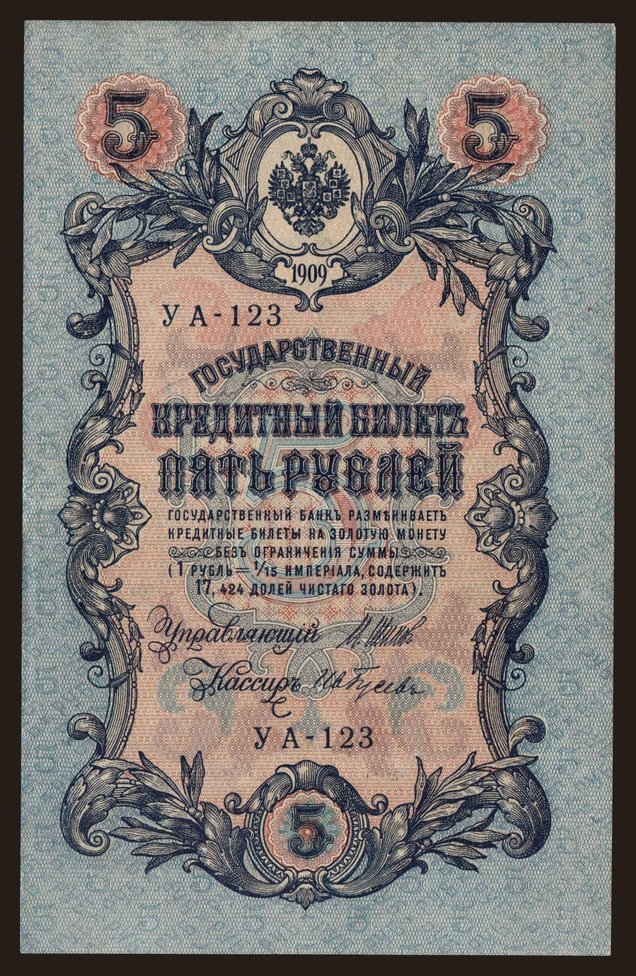 5 5
1909
УА-123
ГОСУДАРСТВЕННЫЙ
КРЕДИТНЫЙ БИЛЕТЪ
ПЯТЬ РУБЛЕЙ
ГОСУДАРСТВЕННЫЙ БАНКЪ РАЗМѢНИВАЕТЪ
КРЕДИТНЫЕ БИЛЕТЫ НА ЗОЛОТУЮ МОНЕТУ
БЕЗЪ ОГРАНИЧЕНІЯ СУММЫ
(1 РУБЛЬ = 1/15 ИМПЕРІАЛА, СОДЕРЖИТЪ
17,424 ДОЛЕЙ ЧИСТАГО ЗОЛОТА).
Управляющій
Кассиръ
УА-123
5